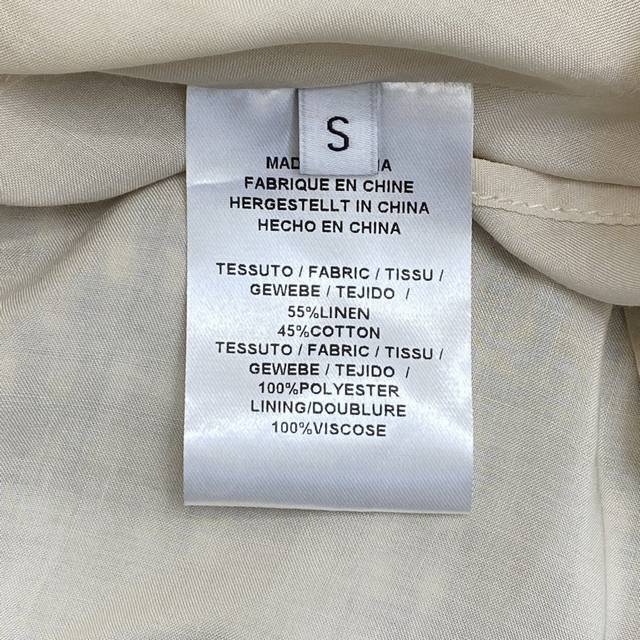 S
MAD
FABRIQUE EN CHINE
HERGESTELLT IN CHINA
HECHO EN CHINA
TESSUTO / FABRIC / TISSU /
GEWEBE / TEJIDO /
55%LINEN
45%COTTON
TESSUTO / FABRIC / TISSU /
GEWEBE / TEJIDO /
100%POLYESTER
LINING/DOUBLURE
100%VISCOSE